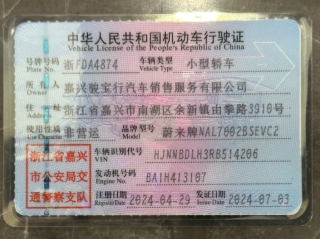 中华人民共和国机动车行驶证
Vehicle License of the People's Republic of China
号牌号码 Plate No. 浙FDA4874 车辆类型 Vehicle Type 小型轿车
所有人 Owner 嘉兴骏宝行汽车销售服务有限公司
住址 Address 浙江省嘉兴市南湖区余新镇由拳路3910号
使用性质 Use Character 非营运 品牌型号 Model 蔚来牌NAL7002BSEVC2
浙江省嘉兴
市公安局交
通警察支队
车辆识别代号 VIN HJNNBDLH3RB514206
发动机号码 Engine No. BA1H413107
注册日期 Register Date 2024-04-29 发证日期 Issue Date 2024-07-03